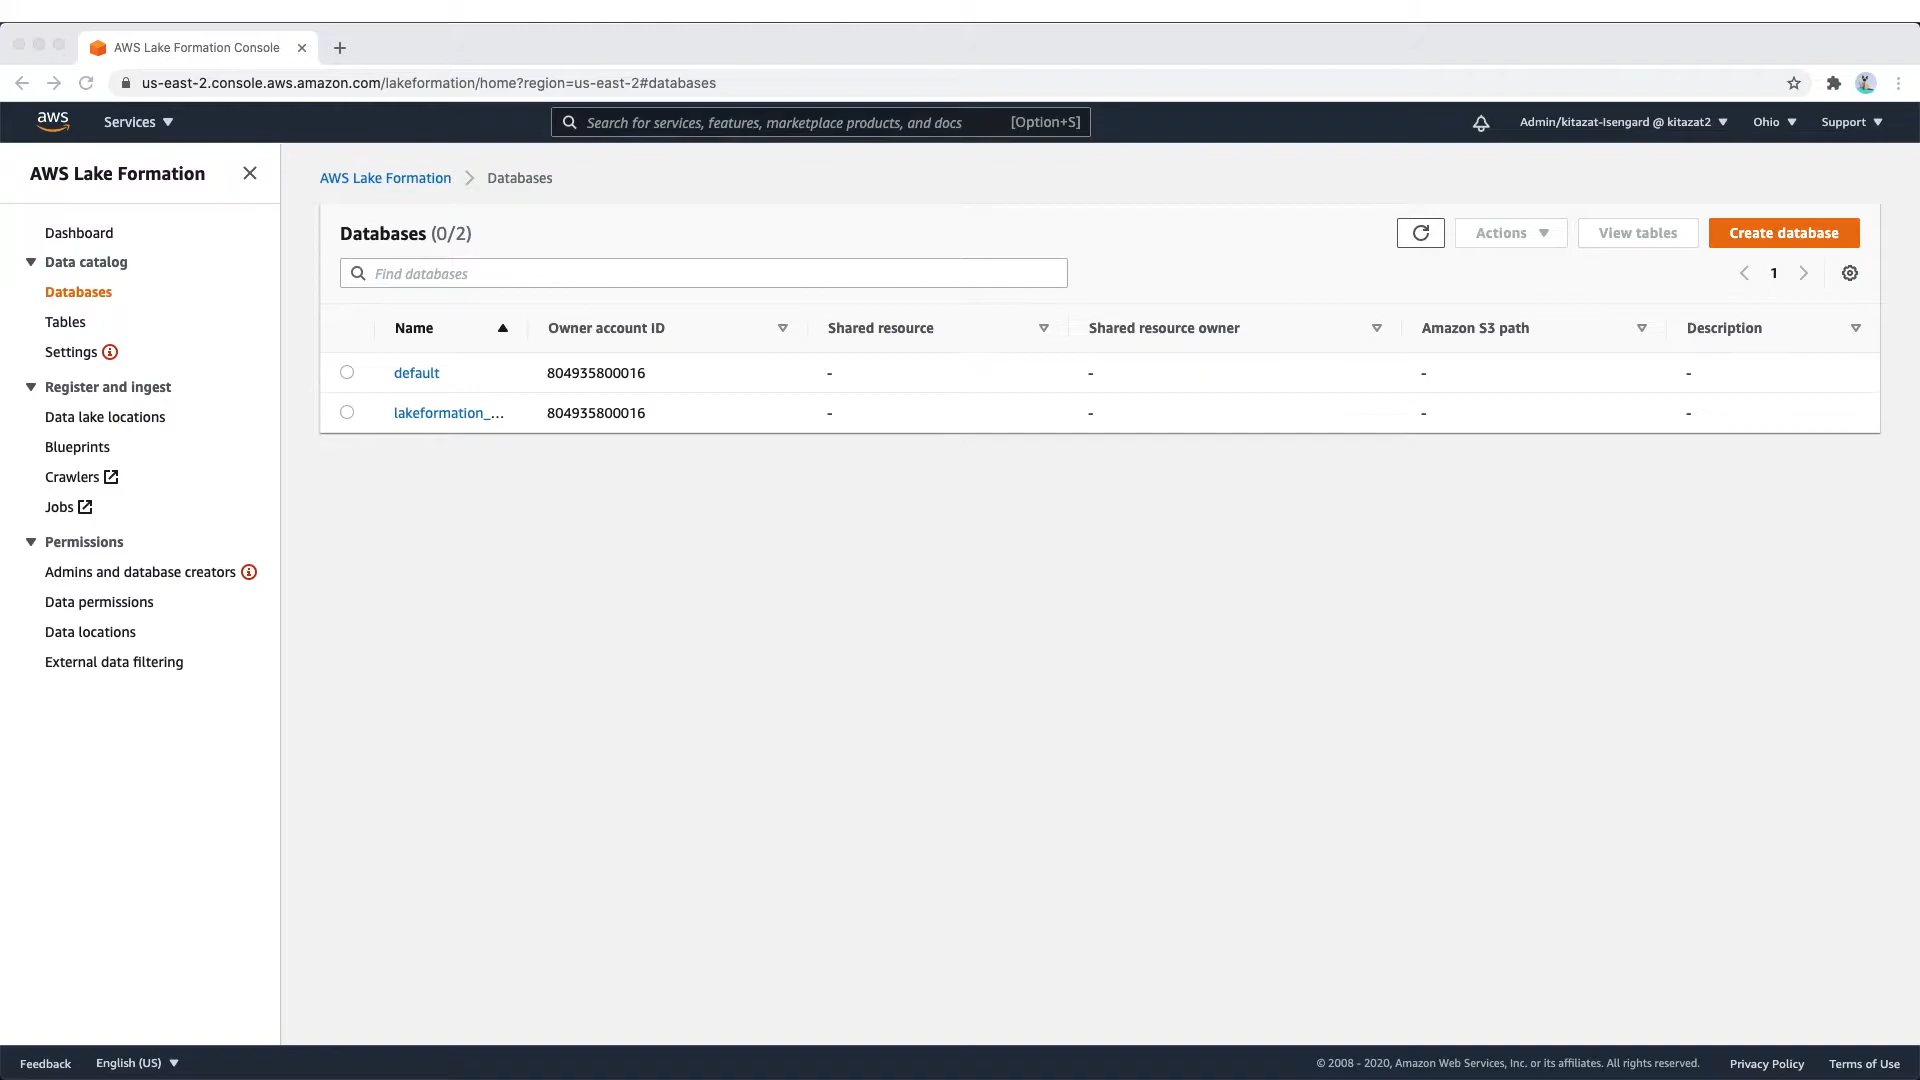 AWS Lake Formation Console
us-east-2.console.aws.amazon.com/lakeformation/home?region=us-east-2#databases
aws
Services
Search for services, features, marketplace products, and docs
[Option+S]
Admin/kitazat-Isengard @ kitazat2
Ohio
Support
AWS Lake Formation
Dashboard
Data catalog
Databases
Tables
Settings
Register and ingest
Data lake locations
Blueprints
Crawlers
Jobs
Permissions
Admins and database creators
Data permissions
Data locations
External data filtering
AWS Lake Formation Databases
Databases (0/2)
Actions
View tables
Create database
Find databases
1
Name Owner account ID Shared resource Shared resource owner Amazon S3 path Description
default 804935800016 - - - -
lakeformation_... 804935800016 - - - -
Feedback English (US)
© 2008 - 2020, Amazon Web Services, Inc. or its affiliates. All rights reserved. Privacy Policy Terms of Use